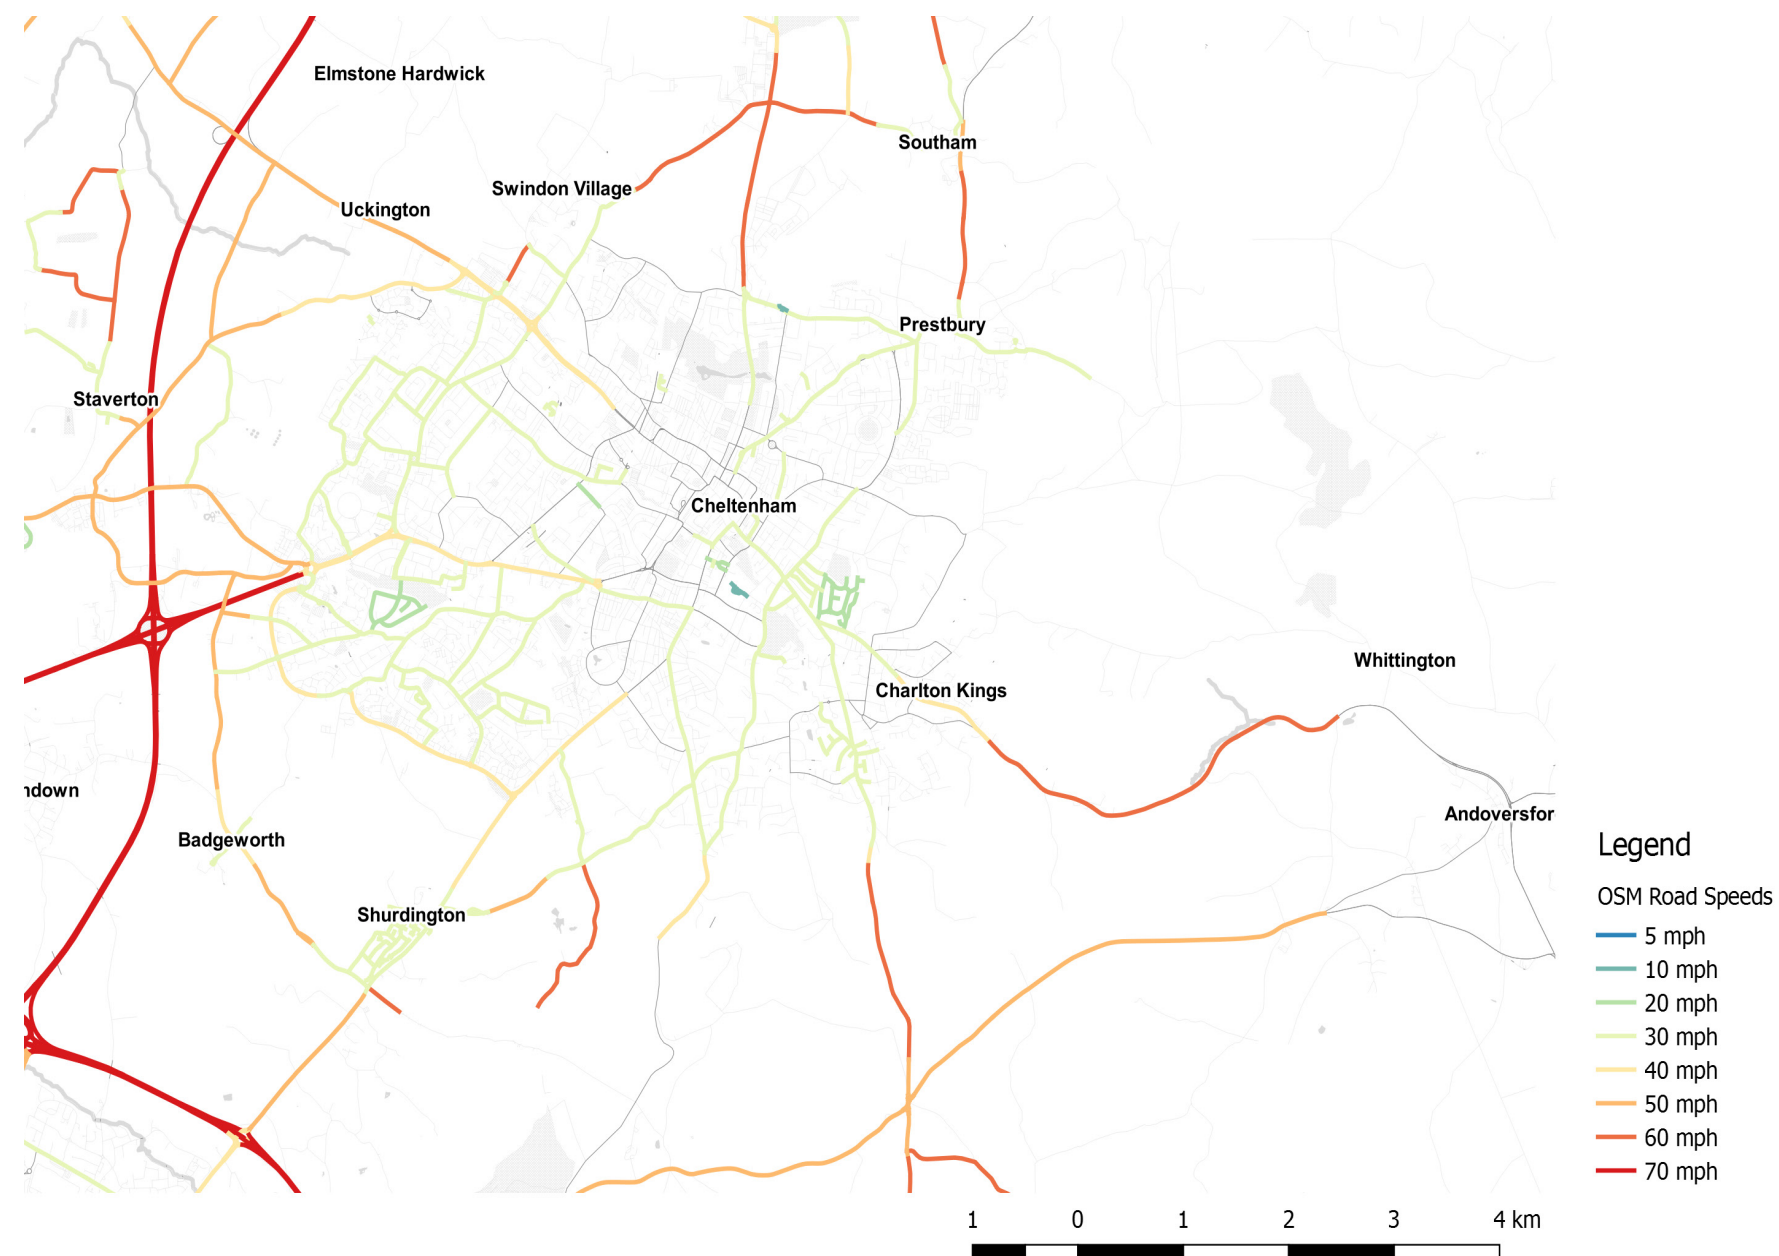 Elmstone Hardwick
Southam
Swindon Village
Uckington
Prestbury
Staverton
Cheltenham
Whittington
Charlton Kings
ndown
Andoversfor
Badgeworth
Shurdington
Legend
OSM Road Speeds
5 mph
10 mph
20 mph
30 mph
40 mph
50 mph
60 mph
70 mph
1 0 1 2 3 4 km